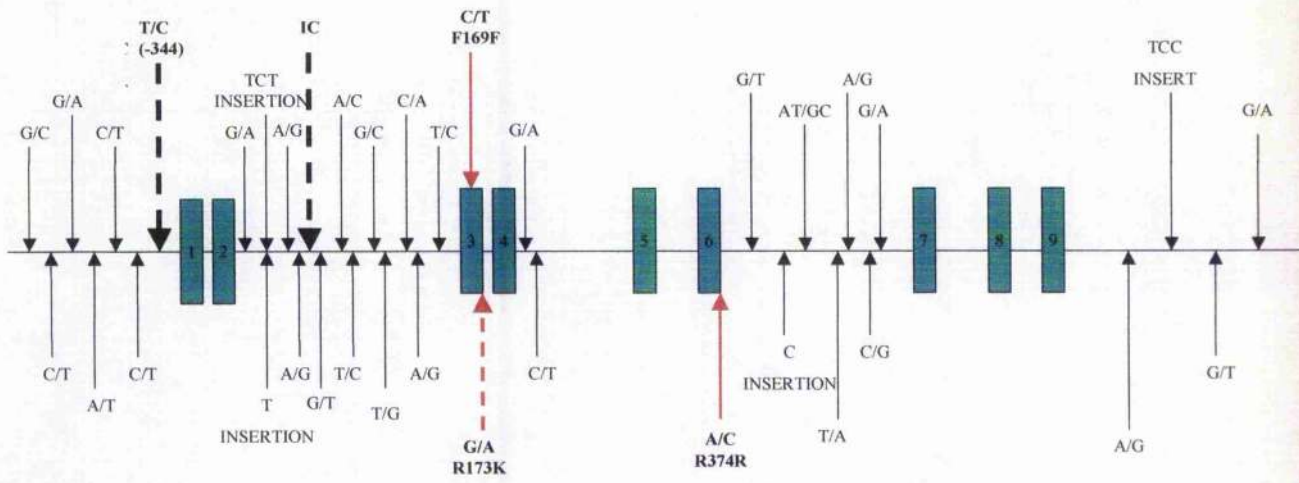 T/C
(-344)
IC
C/T
F169F
TCC
INSERT
G/C
G/A
C/T
G/A
TCT
INSERTION
A/G
A/C
G/C
C/A
T/C
G/A
G/T
AT/GC
A/G
G/A
G/A
1
2
3
4
5
6
7
8
9
C/T
A/T
C/T
T
INSERTION
A/G
G/T
T/C
T/G
A/G
G/A
R173K
C/T
A/C
R374R
C
INSERTION
T/A
C/G
A/G
G/T